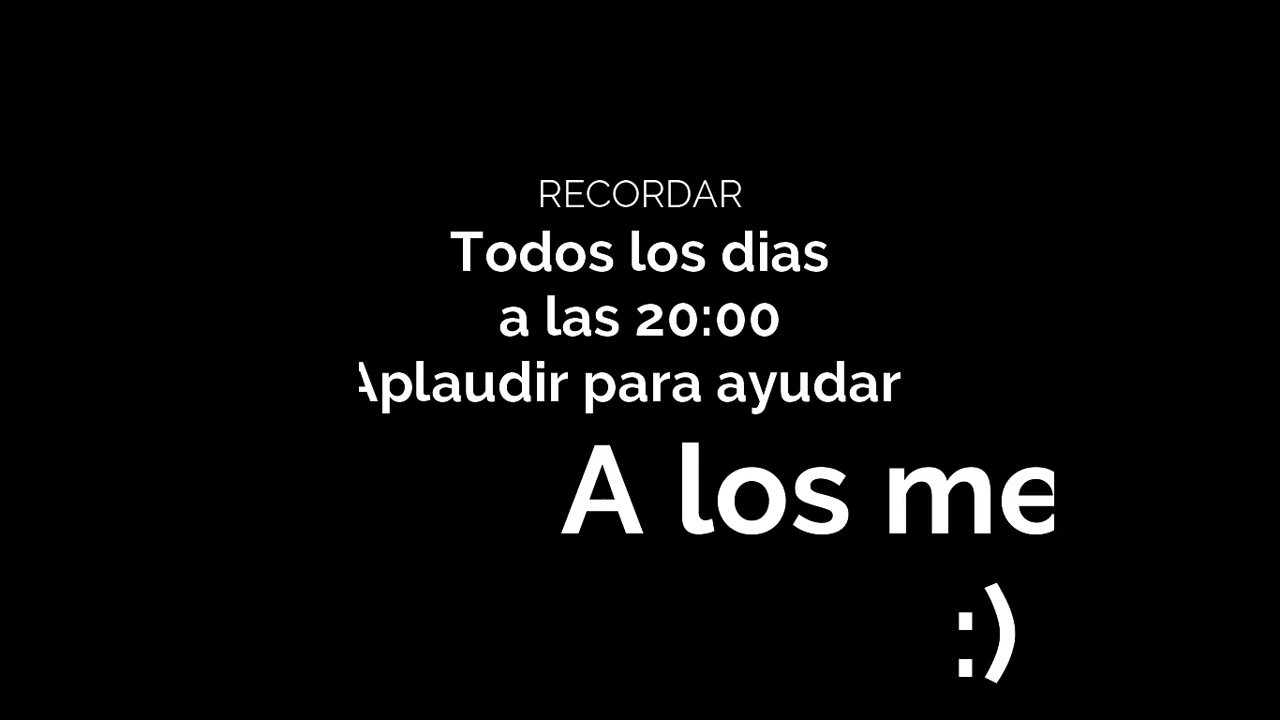 RECORDAR
Todos los dias
a las 20:00
Aplaudir para ayudar
A los me
:)